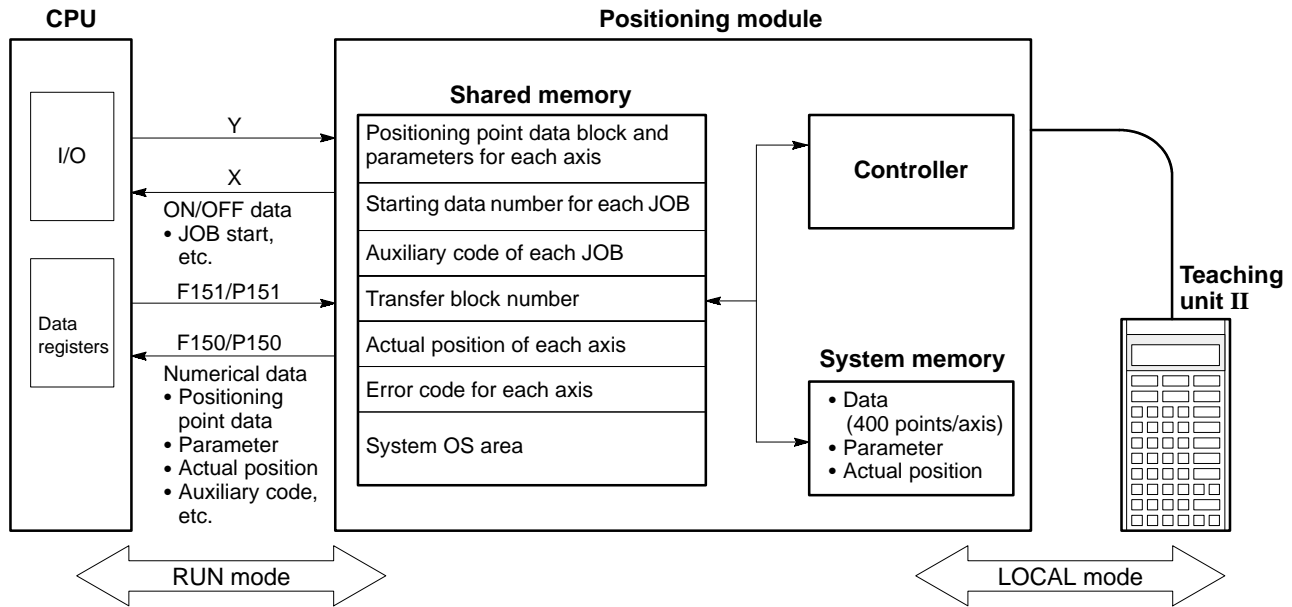 CPU
Positioning module
I/O
Data
registers
Y
X
ON/OFF data
• JOB start,
etc.
F151/P151
F150/P150
Numerical data
• Positioning
point data
• Parameter
• Actual position
• Auxiliary code,
etc.
Shared memory
Positioning point data block and
parameters for each axis
Starting data number for each JOB
Auxiliary code of each JOB
Transfer block number
Actual position of each axis
Error code for each axis
System OS area
Controller
System memory
• Data
(400 points/axis)
• Parameter
• Actual position
Teaching
unit II
RUN mode
LOCAL mode